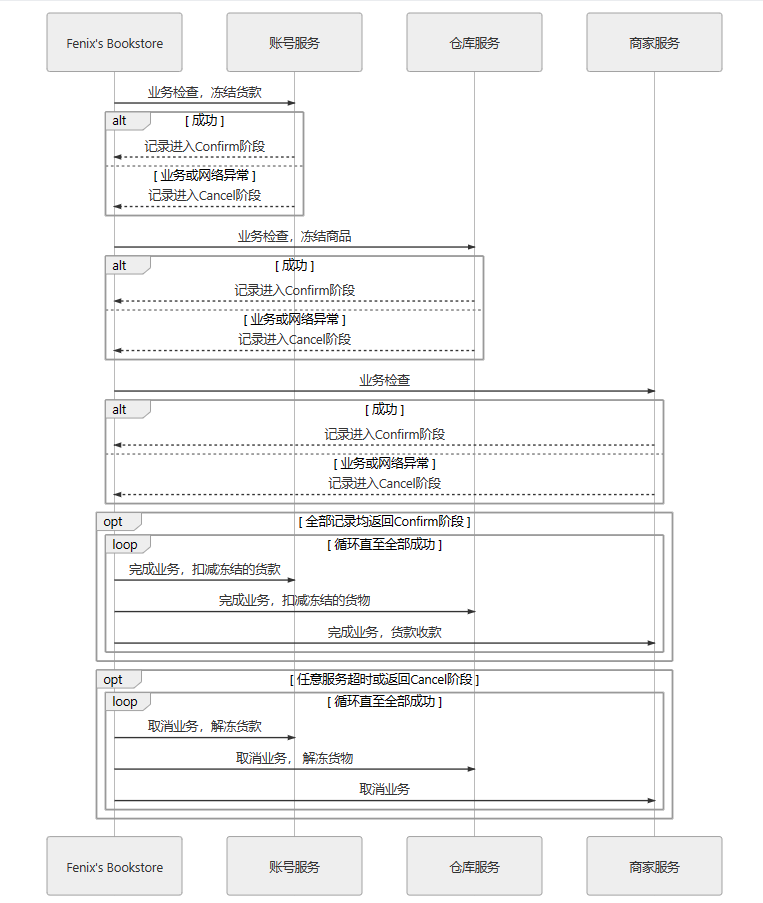 Fenix's Bookstore
账号服务
仓库服务
商家服务
业务检查，冻结货款
alt
[ 成功 ]
记录进入Confirm阶段
[ 业务或网络异常 ]
记录进入Cancel阶段
业务检查，冻结商品
alt
[ 成功 ]
记录进入Confirm阶段
[ 业务或网络异常 ]
记录进入Cancel阶段
业务检查
alt
[ 成功 ]
记录进入Confirm阶段
[ 业务或网络异常 ]
记录进入Cancel阶段
opt
[ 全部记录均返回Confirm阶段 ]
loop
[ 循环直至全部成功 ]
完成业务，扣减冻结的货款
完成业务，扣减冻结的货物
完成业务，货款收款
opt
[ 任意服务超时或返回Cancel阶段 ]
loop
[ 循环直至全部成功 ]
取消业务，解冻货款
取消业务， 解冻货物
取消业务
Fenix's Bookstore
账号服务
仓库服务
商家服务